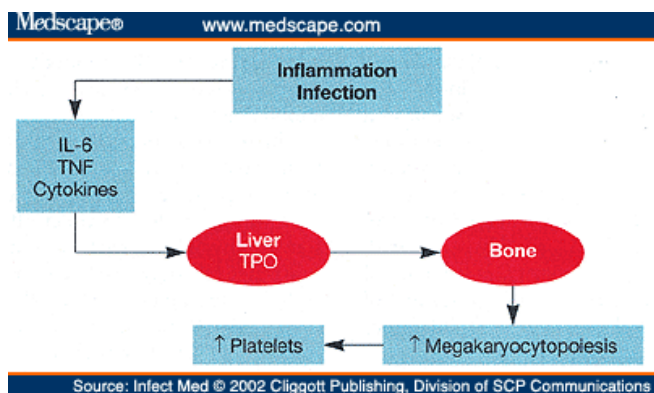 Medscape® www.medscape.com
Inflammation
Infection
IL-6
TNF
Cytokines
Liver
TPO
Bone
↑ Platelets
↑ Megakaryocytopoiesis
Source: Infect Med © 2002 Cliggott Publishing, Division of SCP Communications